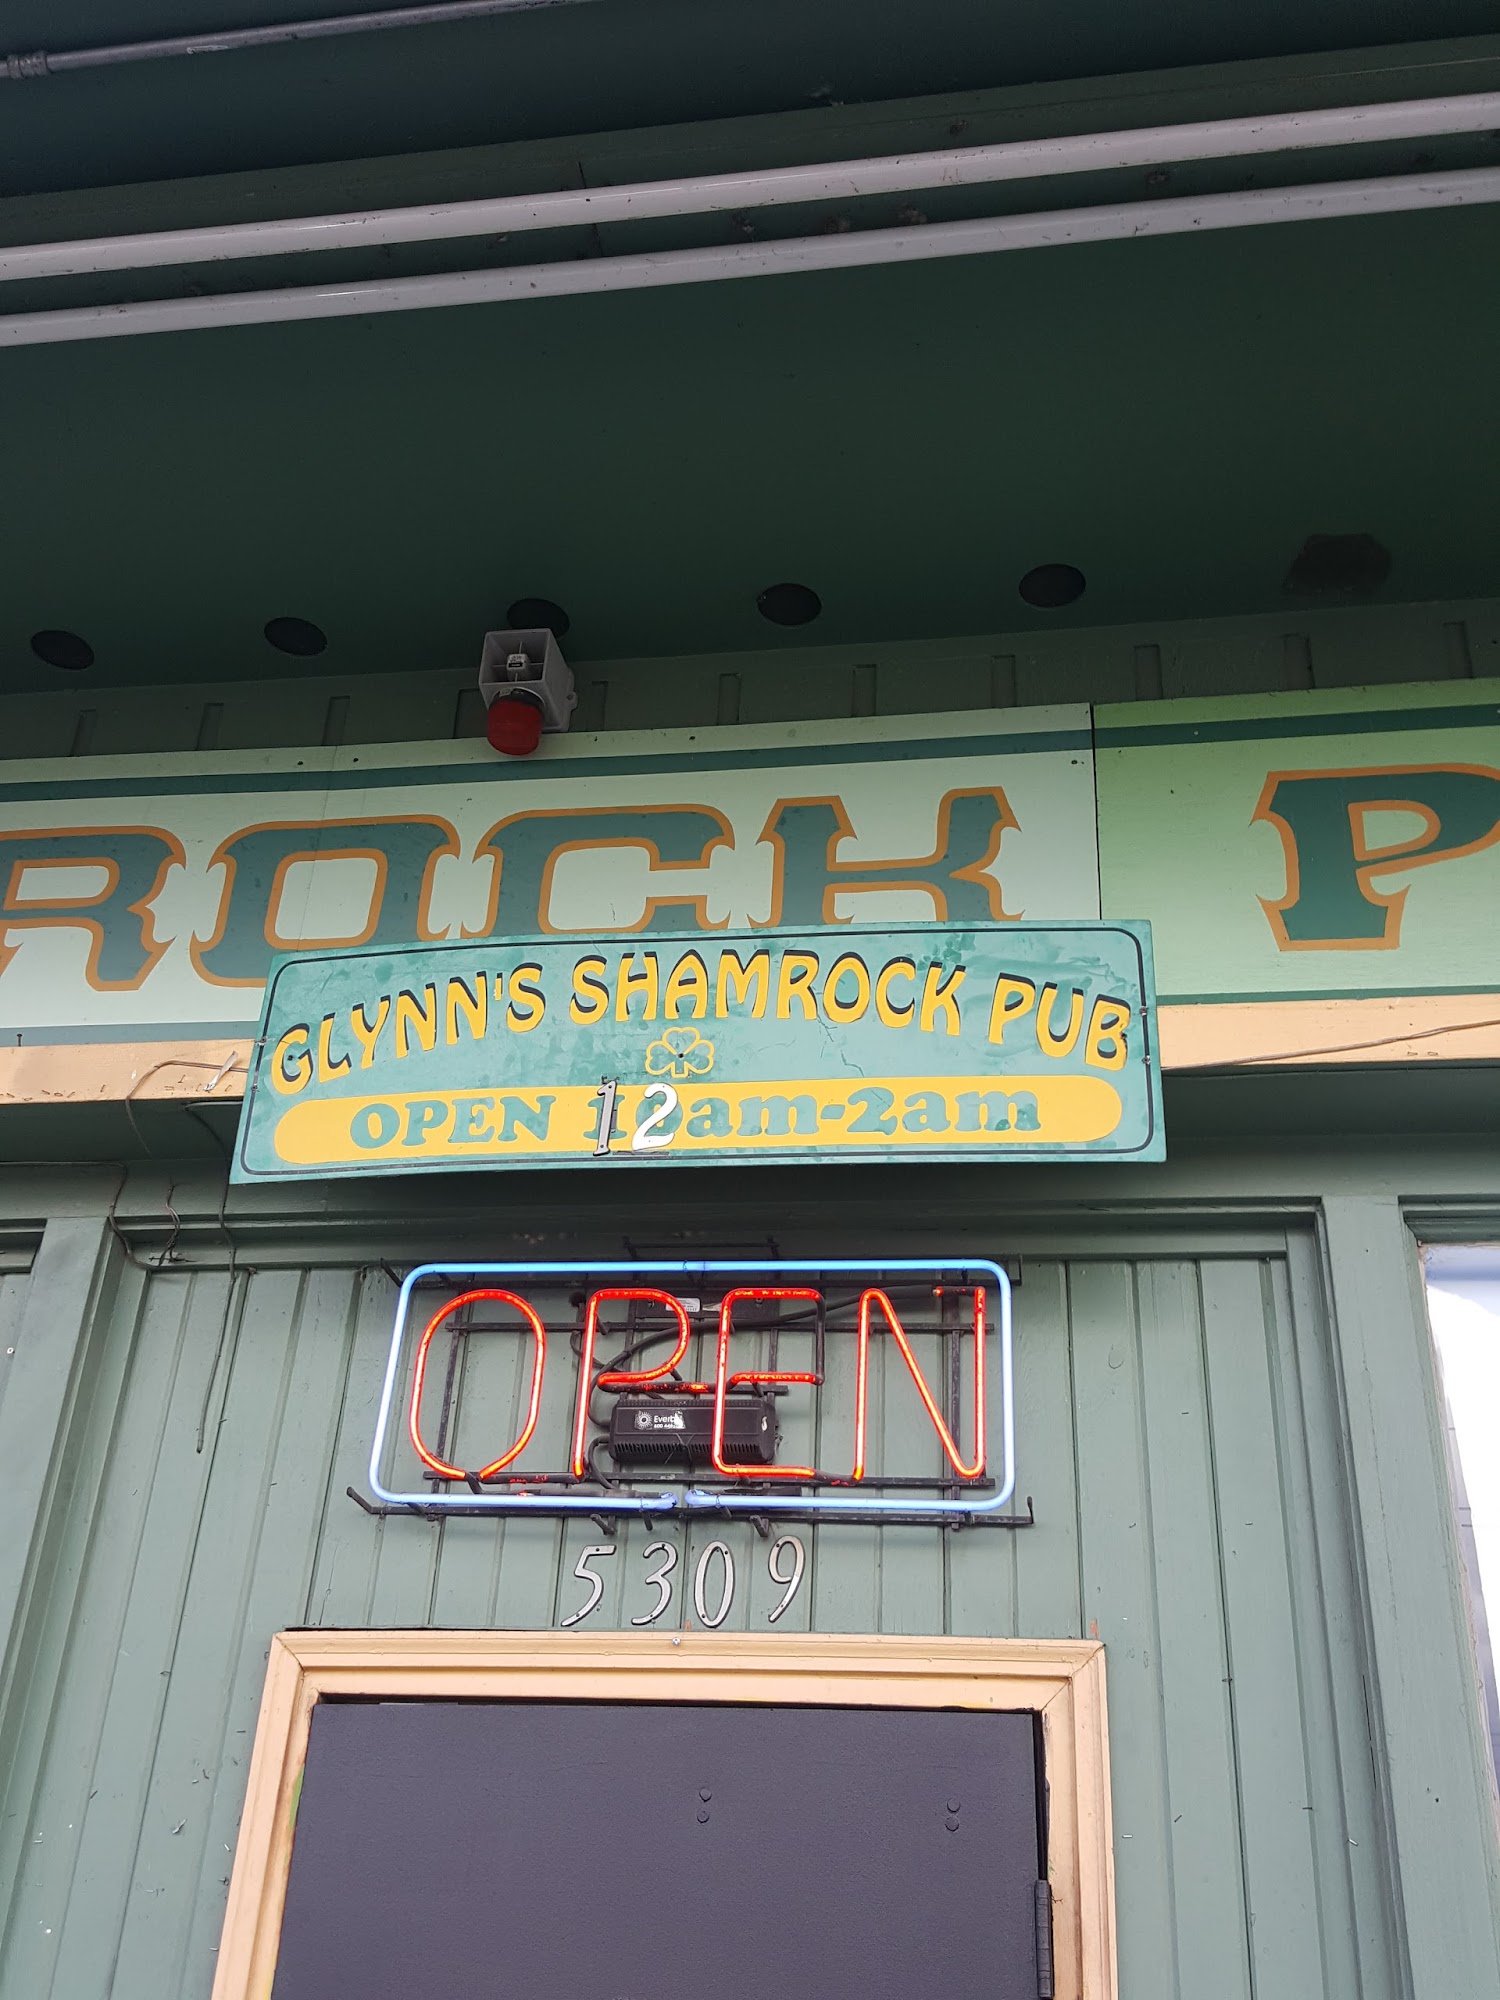 ROCK P
GLYNN'S SHAMROCK PUB
OPEN 12am-2am
OPEN
5309